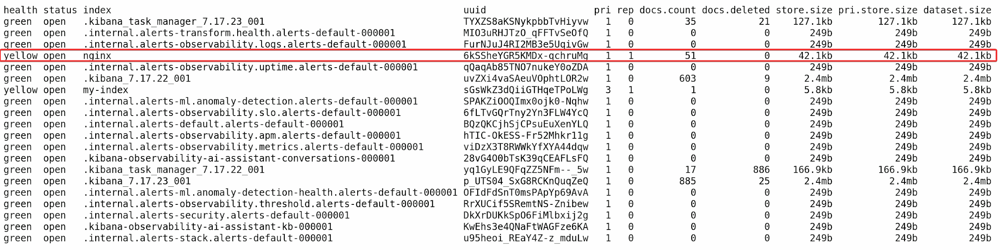 health status index uuid pri rep docs.count docs.deleted store.size pri.store.size dataset.size
green open .kibana_task_manager_7.17.23_001 TYXZS8aKSNykpbbTvHiyvw 1 0 35 21 127.1kb 127.1kb 127.1kb
green open .internal.alerts-transform.health.alerts-default-000001 MIO3uRHJTzO_qFFTvSeOfQ 1 0 0 0 249b 249b 249b
green open .internal.alerts-observability.logs.alerts-default-000001 FurNJuJ4RI2MB3e5UqivGw 1 0 0 0 249b 249b 249b
yellow open nginx 6kSSheYGR5KMDx-qchruMg 1 1 51 0 42.1kb 42.1kb 42.1kb
green open .internal.alerts-observability.uptime.alerts-default-000001 qQaqAb85TNO7nukeY0oZDA 1 0 0 0 249b 249b 249b
green open .kibana_7.17.22_001 uvZXi4vaSAeuVOphtLOR2w 1 0 603 9 2.4mb 2.4mb 2.4mb
yellow open my-index sGsWkZ3dQiiGTHqeTPoLWg 3 1 1 0 5.8kb 5.8kb 5.8kb
green open .internal.alerts-ml.anomaly-detection.alerts-default-000001 SPAKZiOOQImx0ojk0-Nqhw 1 0 0 0 249b 249b 249b
green open .internal.alerts-observability.slo.alerts-default-000001 6fLTvGQrTny2Yn3FLW4YcQ 1 0 0 0 249b 249b 249b
green open .internal.alerts-default.alerts-default-000001 BQzQKCjhSjCPsuEuXenYLQ 1 0 0 0 249b 249b 249b
green open .internal.alerts-observability.apm.alerts-default-000001 hTIC-OkESS-Fr52Mhkr11g 1 0 0 0 249b 249b 249b
green open .internal.alerts-observability.metrics.alerts-default-000001 viDzX3T8RWWkYfXYA44dqw 1 0 0 0 249b 249b 249b
green open .kibana-observability-ai-assistant-conversations-000001 28vG4O0bTsK39qCEAFLsFQ 1 0 0 0 249b 249b 249b
green open .kibana_task_manager_7.17.22_001 yq1GyLE9QFqZZ5NFm--_5w 1 0 17 886 166.9kb 166.9kb 166.9kb
green open .kibana_7.17.23_001 p_UTS04_SxG8RCKnQuqZeQ 1 0 885 25 2.4mb 2.4mb 2.4mb
green open .internal.alerts-ml.anomaly-detection-health.alerts-default-000001 OFIdFdSnT0msPApYp69AvA 1 0 0 0 249b 249b 249b
green open .internal.alerts-observability.threshold.alerts-default-000001 RrXUCif5SRemtNS-Znibew 1 0 0 0 249b 249b 249b
green open .internal.alerts-security.alerts-default-000001 DkXrDUKkSpO6FiMlbxij2g 1 0 0 0 249b 249b 249b
green open .kibana-observability-ai-assistant-kb-000001 KwEhs3e4QNaFtWAGFze6KA 1 0 0 0 249b 249b 249b
green open .internal.alerts-stack.alerts-default-000001 u95heoi_REaY4Z-z_mduLw 1 0 0 0 249b 249b 249b